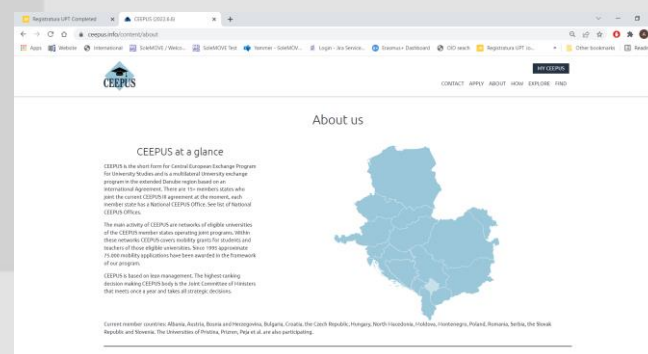 Registratura UPT Completed
CEEPUS (2022.6.6)
ceepus.info/content/about
Apps
Website
International
Other bookmarks
MY CEEPUS
CEEPUS
CONTACT APPLY ABOUT HOW EXPLORE FIND
About us
CEEPUS at a glance
CEEPUS is the short form for Central European Exchange Program
for University Studies and is a multilateral University exchange
program in the extended Danube region based on an
International Agreement. There are 15+ members states who
joint the current CEEPUS III agreement at the moment, each
member state has a National CEEPUS Office. See list of National
CEEPUS Offices.
The main activity of CEEPUS are networks of eligible universities
of the CEEPUS member states operating joint programs. Within
these networks CEEPUS covers mobility grants for students and
teachers of those eligible universities. Since 1995 approximate
75.000 mobility applications have been awarded in the framework
of our program.
CEEPUS is based on lean management. The highest ranking
decision making CEEPUS body is the Joint Committee of Ministers
that meets once a year and takes all strategic decisions.
Current member countries: Albania, Austria, Bosnia and Herzegovina, Bulgaria, Croatia, the Czech Republic, Hungary, North Macedonia, Moldova, Montenegro, Poland, Romania, Serbia, the Slovak
Republic and Slovenia. The Universities of Pristina, Prizren, Peja et al. are also participating.